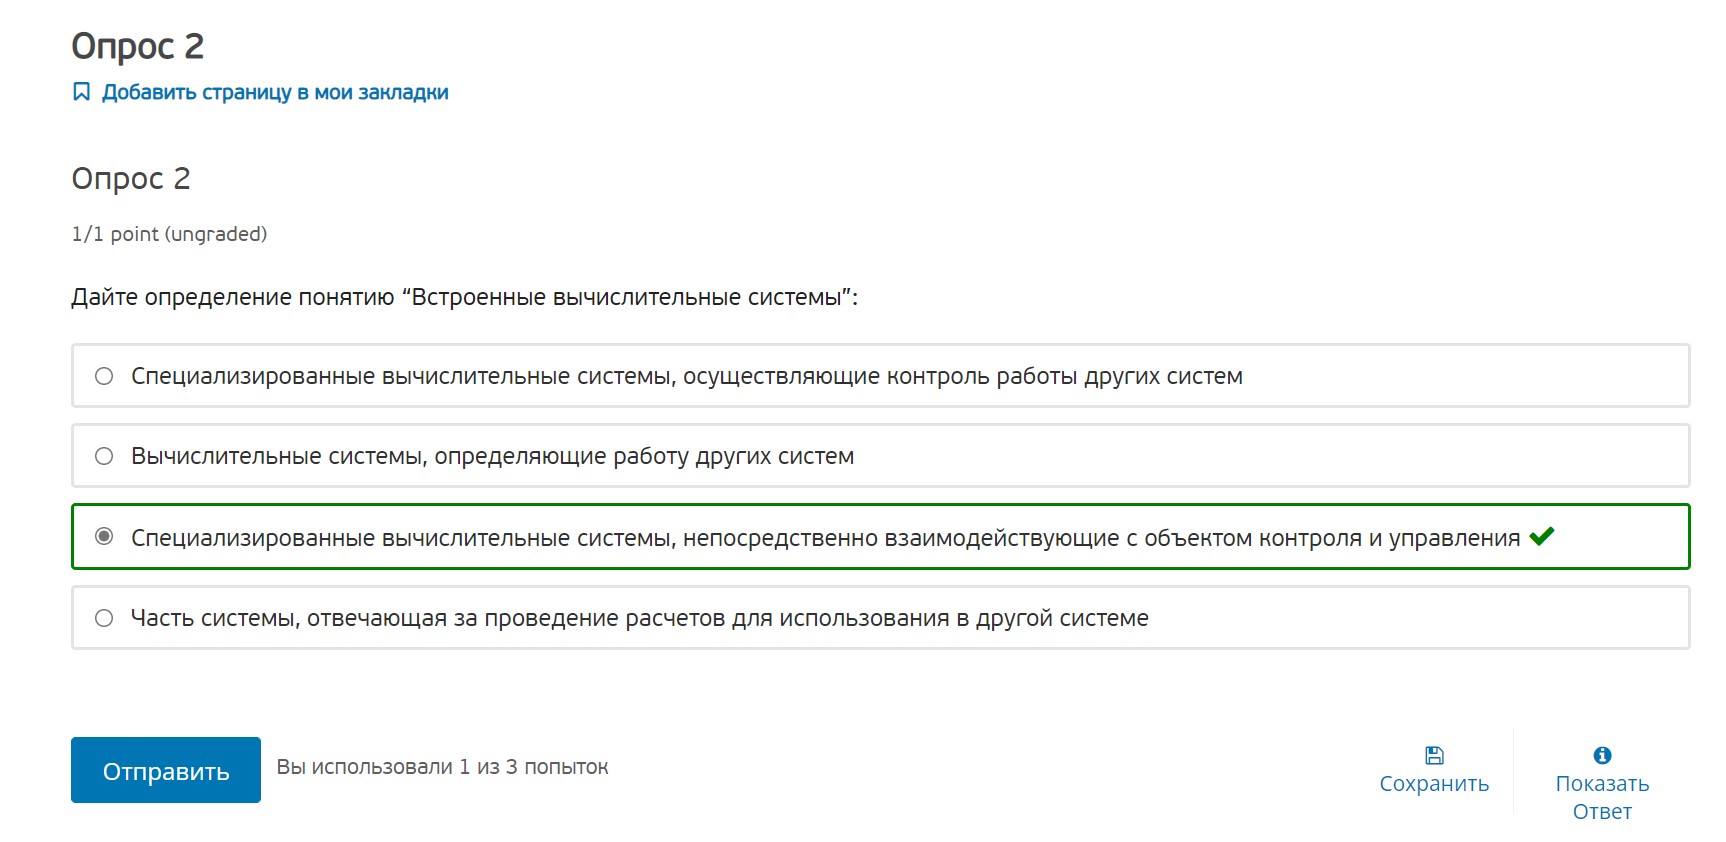 Опрос 2
Добавить страницу в мои закладки
Опрос 2
1/1 point (ungraded)
Дайте определение понятию “Встроенные вычислительные системы”:
Специализированные вычислительные системы, осуществляющие контроль работы других систем
Вычислительные системы, определяющие работу других систем
Специализированные вычислительные системы, непосредственно взаимодействующие с объектом контроля и управления
Часть системы, отвечающая за проведение расчетов для использования в другой системе
Отправить
Вы использовали 1 из 3 попыток
Сохранить
Показать
Ответ